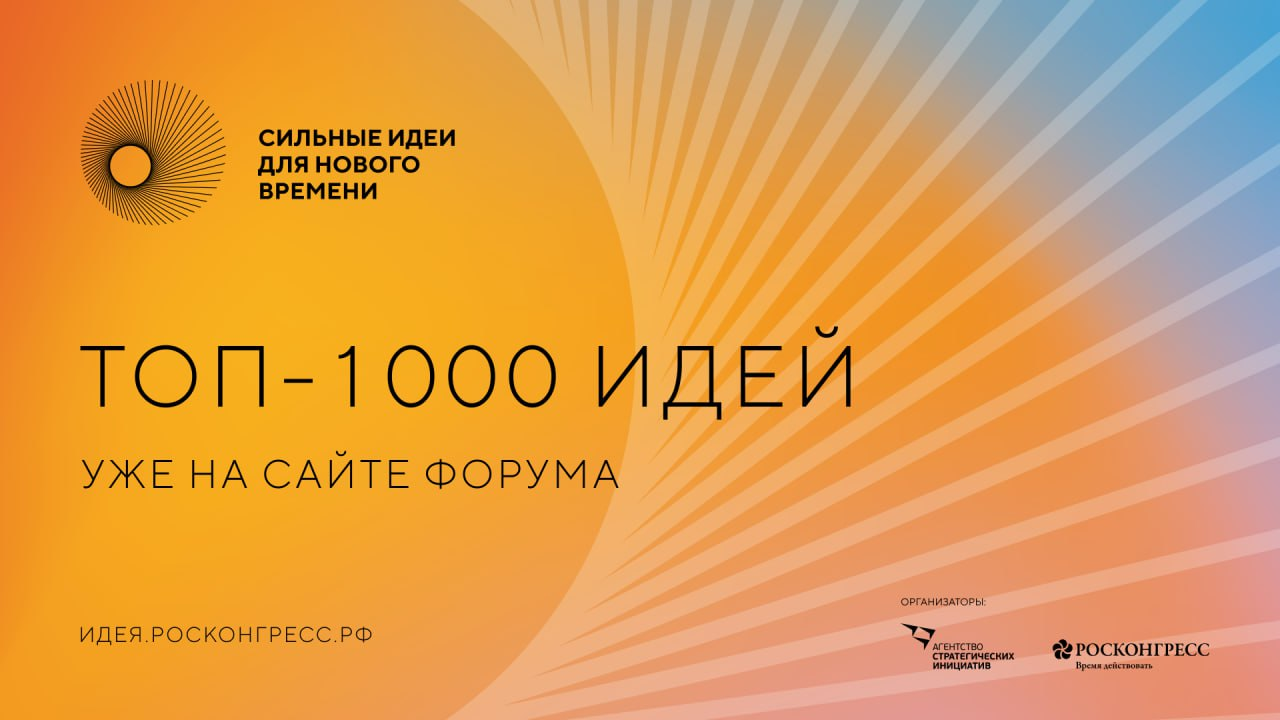 СИЛЬНЫЕ ИДЕИ
ДЛЯ НОВОГО
ВРЕМЕНИ
ТОП-1000 ИДЕЙ
УЖЕ НА САЙТЕ ФОРУМА
ИДЕЯ.РОСКОНГРЕСС.РФ
ОРГАНИЗАТОРЫ:
АГЕНТСТВО
СТРАТЕГИЧЕСКИХ
ИНИЦИАТИВ
РОСКОНГРЕСС
Время действовать